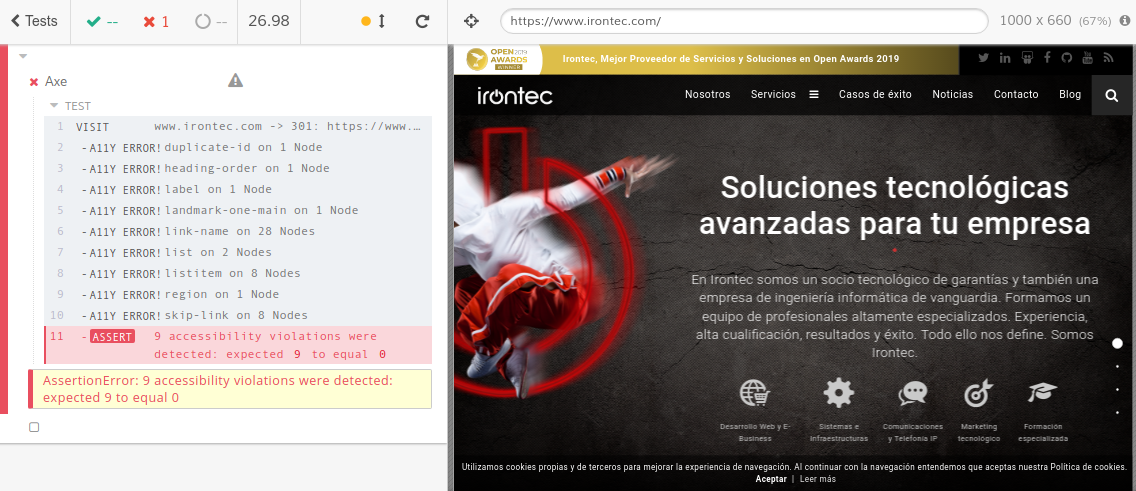 Tests
--
1
--
26.98
Axe
TEST
1 VISIT www.irontec.com -> 301: https://www.…
2 -A11Y ERROR! duplicate-id on 1 Node
3 -A11Y ERROR! heading-order on 1 Node
4 -A11Y ERROR! label on 1 Node
5 -A11Y ERROR! landmark-one-main on 1 Node
6 -A11Y ERROR! link-name on 28 Nodes
7 -A11Y ERROR! list on 2 Nodes
8 -A11Y ERROR! listitem on 8 Nodes
9 -A11Y ERROR! region on 1 Node
10 -A11Y ERROR! skip-link on 8 Nodes
11 -ASSERT 9 accessibility violations were
detected: expected 9 to equal 0
AssertionError: 9 accessibility violations were detected:
expected 9 to equal 0
https://www.irontec.com/
1000 x 660 (67%)
OPEN 2019
AWARDS
WINNER
Irontec, Mejor Proveedor de Servicios y Soluciones en Open Awards 2019
irontec
Nosotros Servicios Casos de éxito Noticias Contacto Blog
Soluciones tecnológicas
avanzadas para tu empresa
En Irontec somos un socio tecnológico de garantías y también una
empresa de ingeniería informática de vanguardia. Formamos un
equipo de profesionales altamente especializados. Experiencia,
alta cualificación, resultados y éxito. Todo ello nos define. Somos
Irontec.
Desarrollo Web y E-
Business
Sistemas e
Infraestructuras
Comunicaciones
y Telefonía IP
Marketing
tecnológico
Formación
especializada
Utilizamos cookies propias y de terceros para mejorar la experiencia de navegación. Al continuar con la navegación entendemos que aceptas nuestra Política de cookies.
Aceptar | Leer más